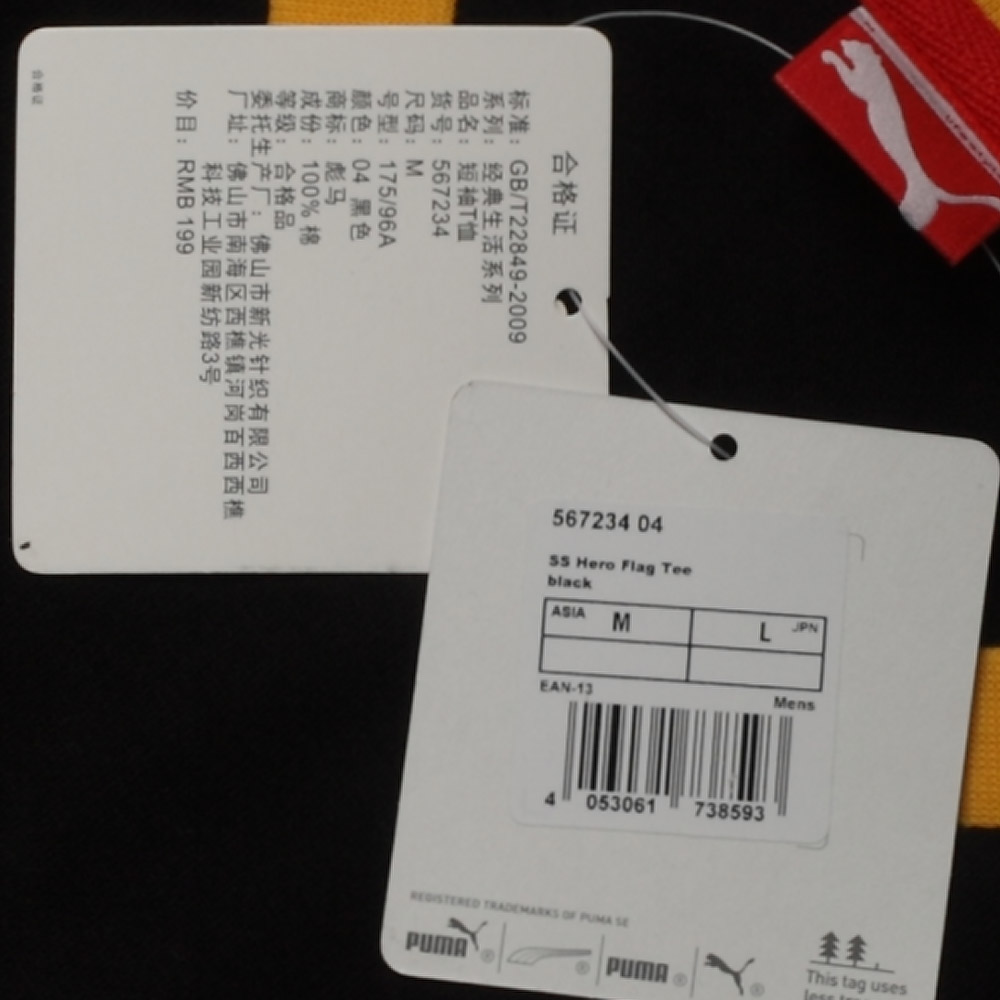 合格证
合格证
标准：GB/T22849-2009
系列：经典生活系列
品名：短袖T恤
货号：567234
尺码：M
号型：175/96A
颜色：04 黑色
商标：彪马
成份：100% 棉
等级：合格品
委托生产厂：佛山市新光针织有限公司
厂址：佛山市南海区西樵镇河岗百西西樵
科技工业园新纺路3号
价目：RMB 199
567234 04
SS Hero Flag Tee
black
ASIA M L JPN
EAN-13
Mens
4 053061 738593
REGISTERED TRADEMARKS OF PUMA SE
PUMA ® ® PUMA ® ®
This tag uses
less